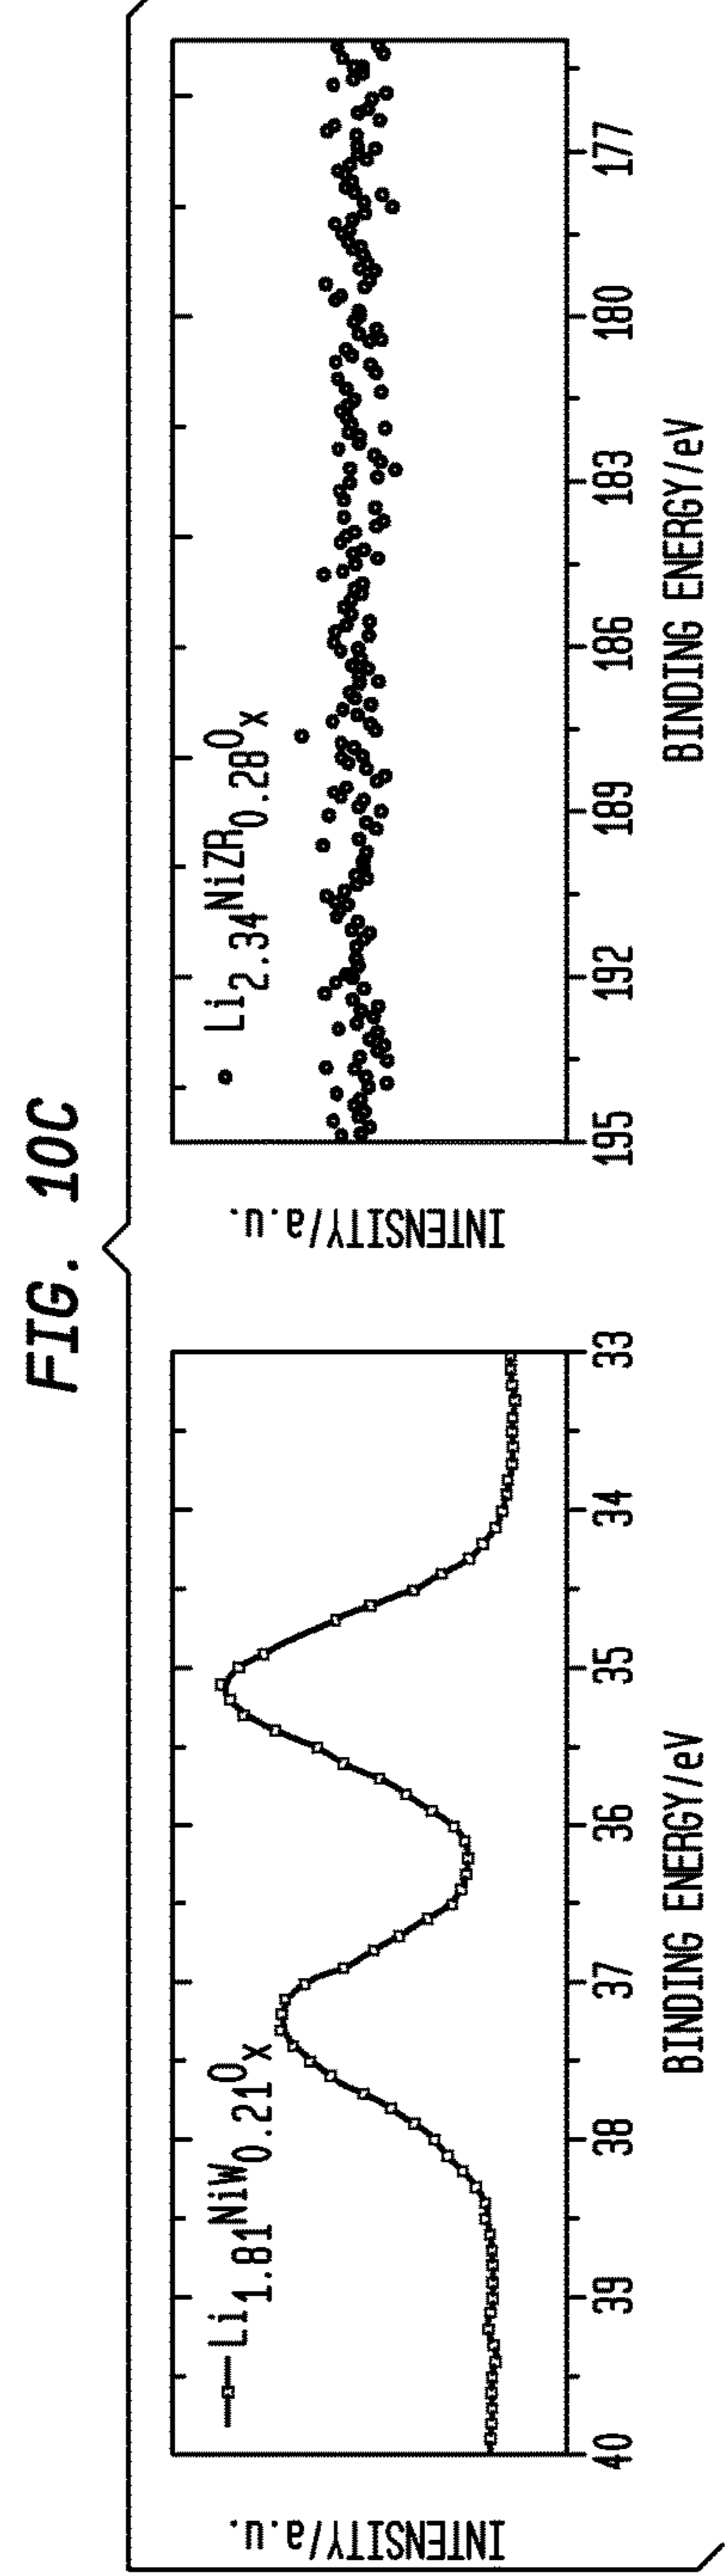 FIG. 10C
INTENSITY/a.u.
Li1.81NiW0.21Ox
40 39 38 37 36 35 34 33
BINDING ENERGY/eV
INTENSITY/a.u.
Li2.34NiZR0.28Ox
195 192 189 186 183 180 177
BINDING ENERGY/eV